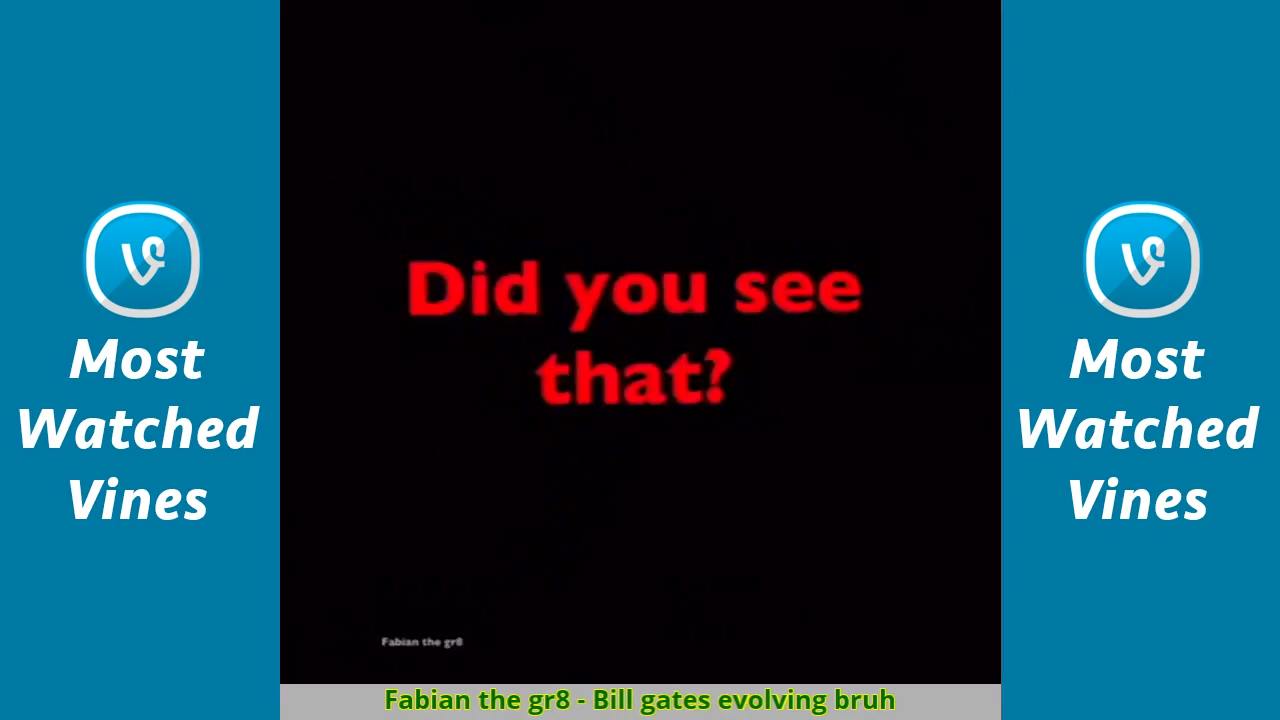 Did you see
that?
Most
Watched
Vines
Most
Watched
Vines
Fabian the gr8
Fabian the gr8 - Bill gates evolving bruh